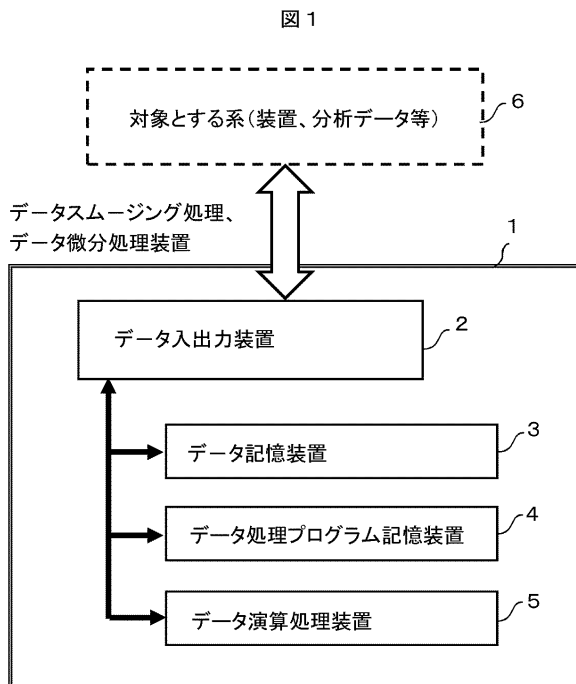 図１
対象とする系（装置、分析データ等）
6
データスムージング処理、
データ微分処理装置
1
データ入出力装置
2
データ記憶装置
3
データ処理プログラム記憶装置
4
データ演算処理装置
5